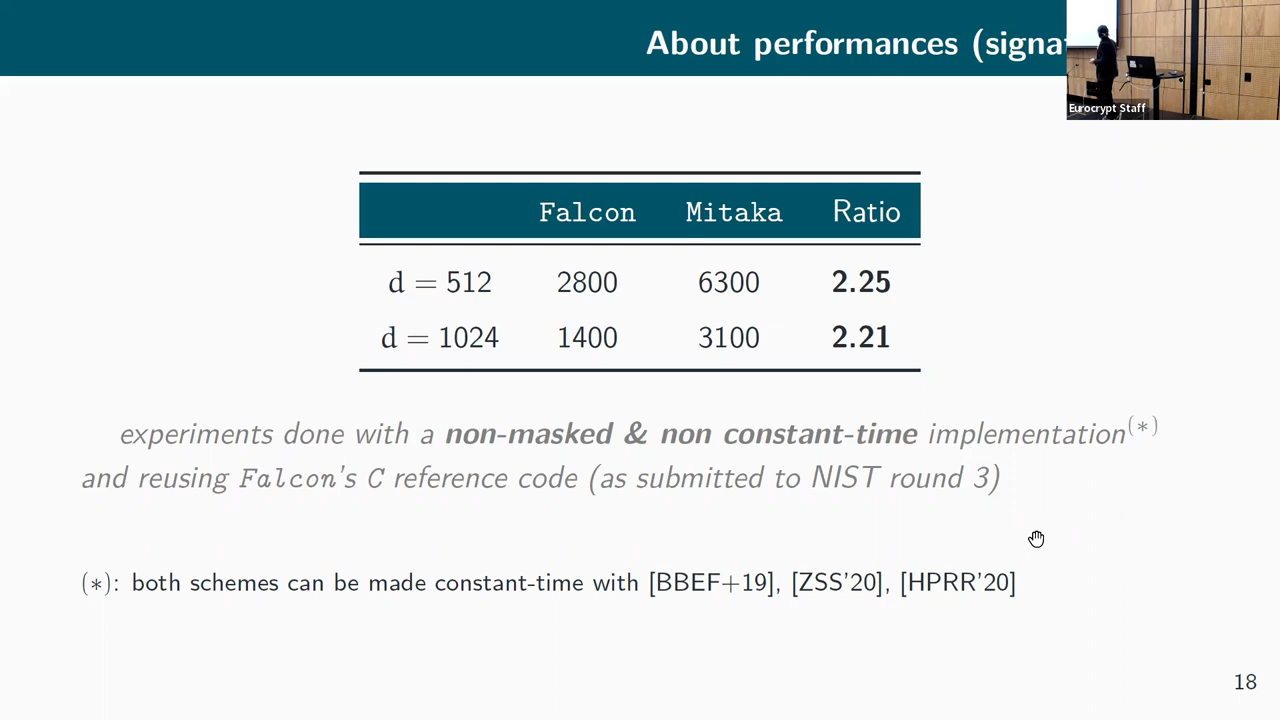 About performances (signa
Eurocrypt Staff
Falcon Mitaka Ratio
d = 512 2800 6300 2.25
d = 1024 1400 3100 2.21
experiments done with a non-masked & non constant-time implementation(∗)
and reusing Falcon's C reference code (as submitted to NIST round 3)
(∗): both schemes can be made constant-time with [BBEF+19], [ZSS'20], [HPRR'20]
18